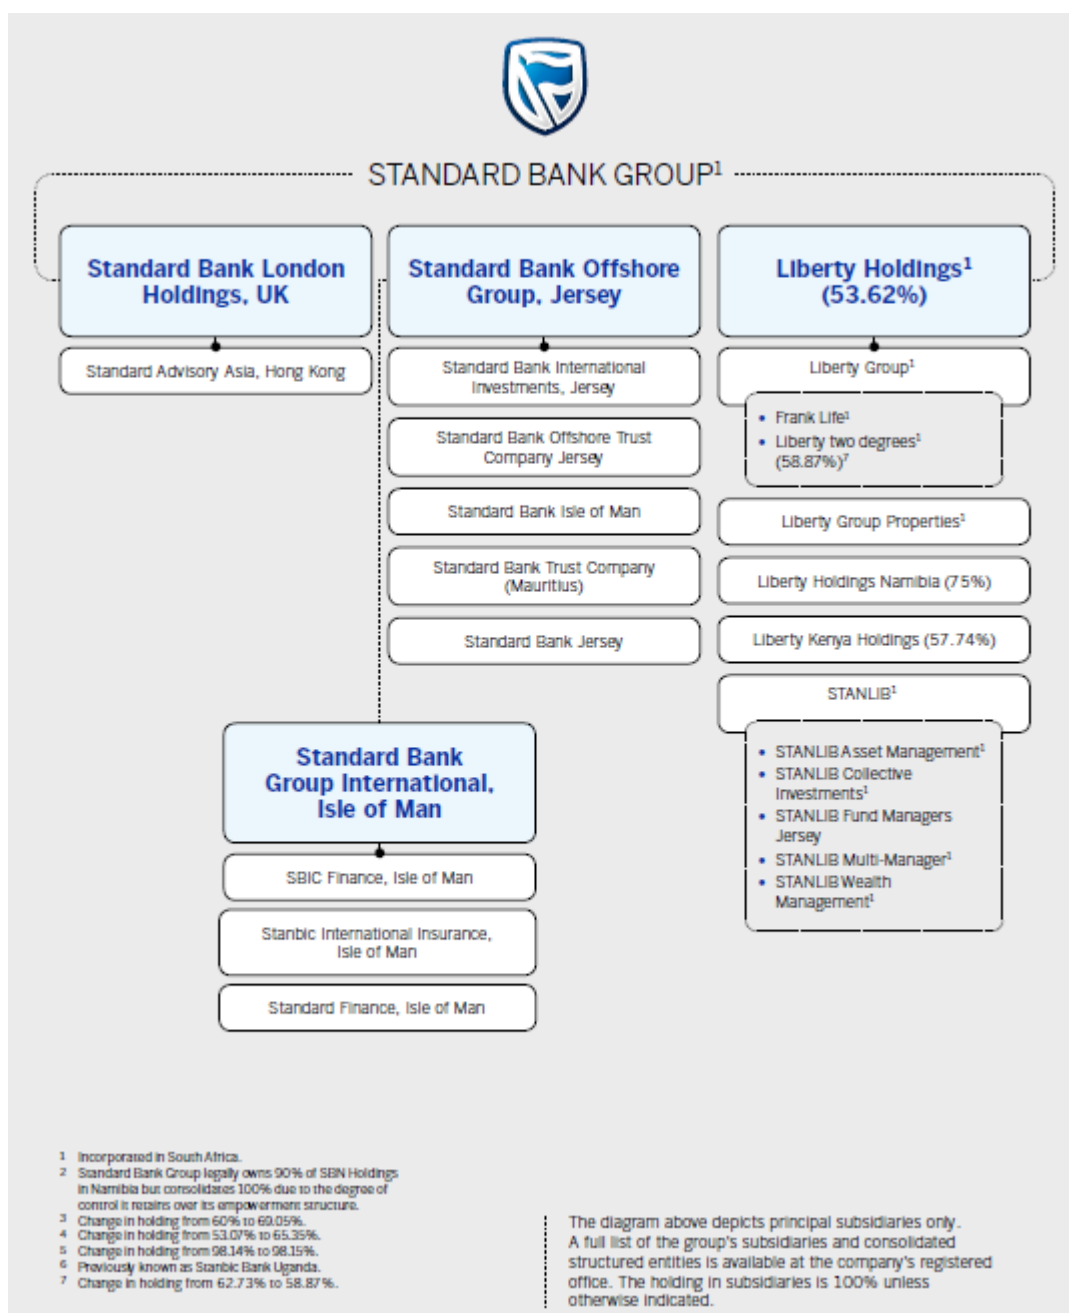 STANDARD BANK GROUP¹
Standard Bank London
Holdings, UK
Standard Advisory Asia, Hong Kong
Standard Bank Offshore
Group, Jersey
Standard Bank International
Investments, Jersey
Standard Bank Offshore Trust
Company Jersey
Standard Bank Isle of Man
Standard Bank Trust Company
(Mauritius)
Standard Bank Jersey
Liberty Holdings¹
(53.62%)
Liberty Group¹
• Frank Life¹
• Liberty two degrees¹
(58.87%)⁷
Liberty Group Properties¹
Liberty Holdings Namibia (75%)
Liberty Kenya Holdings (57.74%)
STANLIB¹
• STANLIB Asset Management¹
• STANLIB Collective
Investments¹
• STANLIB Fund Managers
Jersey
• STANLIB Multi-Manager¹
• STANLIB Wealth
Management¹
Standard Bank
Group International,
Isle of Man
SBIC Finance, Isle of Man
Stanbic International Insurance,
Isle of Man
Standard Finance, Isle of Man
1 Incorporated in South Africa.
2 Standard Bank Group legally owns 90% of SBN Holdings
in Namibia but consolidates 100% due to the degree of
control it retains over its empowerment structure.
3 Change in holding from 60% to 69.05%.
4 Change in holding from 53.07% to 65.35%.
5 Change in holding from 98.14% to 98.15%.
6 Previously known as Stanbic Bank Uganda.
7 Change in holding from 62.73% to 58.87%.
The diagram above depicts principal subsidiaries only.
A full list of the group's subsidiaries and consolidated
structured entities is available at the company's registered
office. The holding in subsidiaries is 100% unless
otherwise indicated.